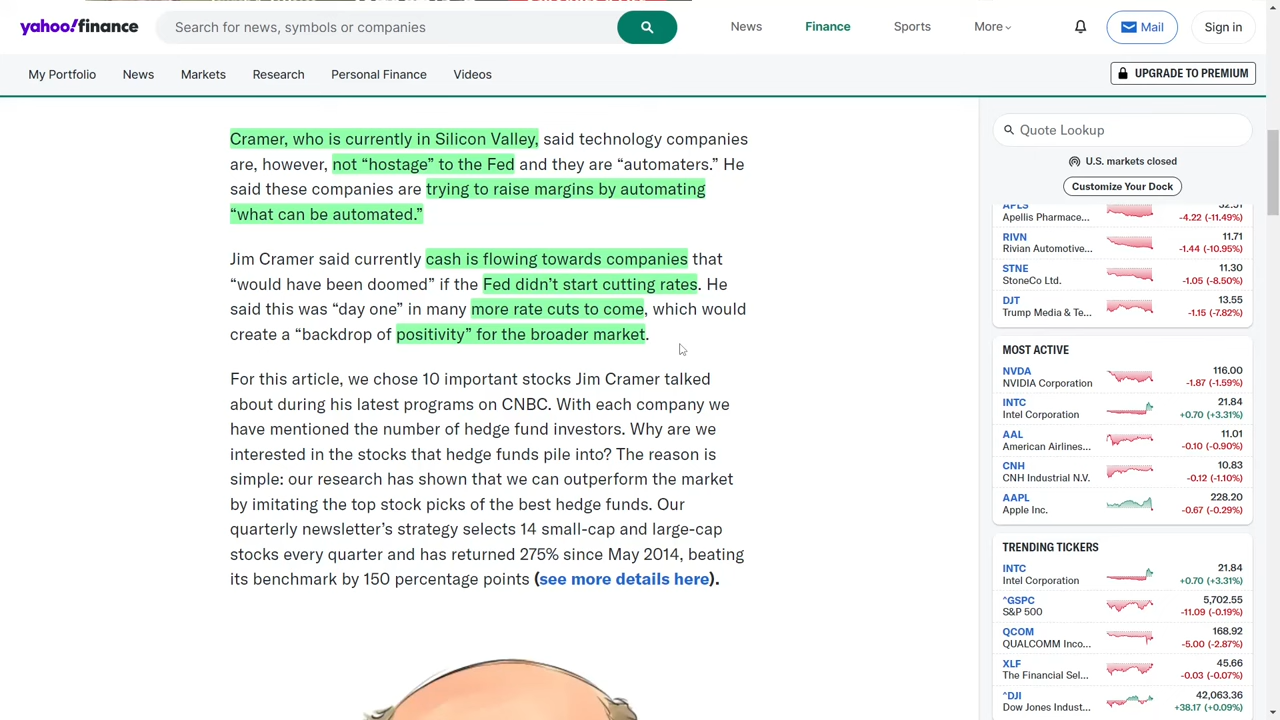 yahoo!finance
Search for news, symbols or companies
News
Finance
Sports
More
Mail
Sign in
My Portfolio
News
Markets
Research
Personal Finance
Videos
UPGRADE TO PREMIUM
Cramer, who is currently in Silicon Valley, said technology companies
are, however, not “hostage” to the Fed and they are “automaters.” He
said these companies are trying to raise margins by automating
“what can be automated.”
Jim Cramer said currently cash is flowing towards companies that
“would have been doomed” if the Fed didn’t start cutting rates. He
said this was “day one” in many more rate cuts to come, which would
create a “backdrop of positivity” for the broader market.
For this article, we chose 10 important stocks Jim Cramer talked
about during his latest programs on CNBC. With each company we
have mentioned the number of hedge fund investors. Why are we
interested in the stocks that hedge funds pile into? The reason is
simple: our research has shown that we can outperform the market
by imitating the top stock picks of the best hedge funds. Our
quarterly newsletter’s strategy selects 14 small-cap and large-cap
stocks every quarter and has returned 275% since May 2014, beating
its benchmark by 150 percentage points (see more details here).
Quote Lookup
U.S. markets closed
Customize Your Dock
APLS
Apellis Pharmace... -4.22 (-11.49%)
RIVN 11.71
Rivian Automotive... -1.44 (-10.95%)
STNE 11.30
StoneCo Ltd. -1.05 (-8.50%)
DJT 13.55
Trump Media & Te... -1.15 (-7.82%)
MOST ACTIVE
NVDA 116.00
NVIDIA Corporation -1.87 (-1.59%)
INTC 21.84
Intel Corporation +0.70 (+3.31%)
AAL 11.01
American Airlines... -0.10 (-0.90%)
CNH 10.83
CNH Industrial N.V. -0.12 (-1.10%)
AAPL 228.20
Apple Inc. -0.67 (-0.29%)
TRENDING TICKERS
INTC 21.84
Intel Corporation +0.70 (+3.31%)
^GSPC 5,702.55
S&P 500 -11.09 (-0.19%)
QCOM 168.92
QUALCOMM Inco... -5.00 (-2.87%)
XLF 45.66
The Financial Sel... -0.03 (-0.07%)
^DJI 42,063.36
Dow Jones Indust... +38.17 (+0.09%)